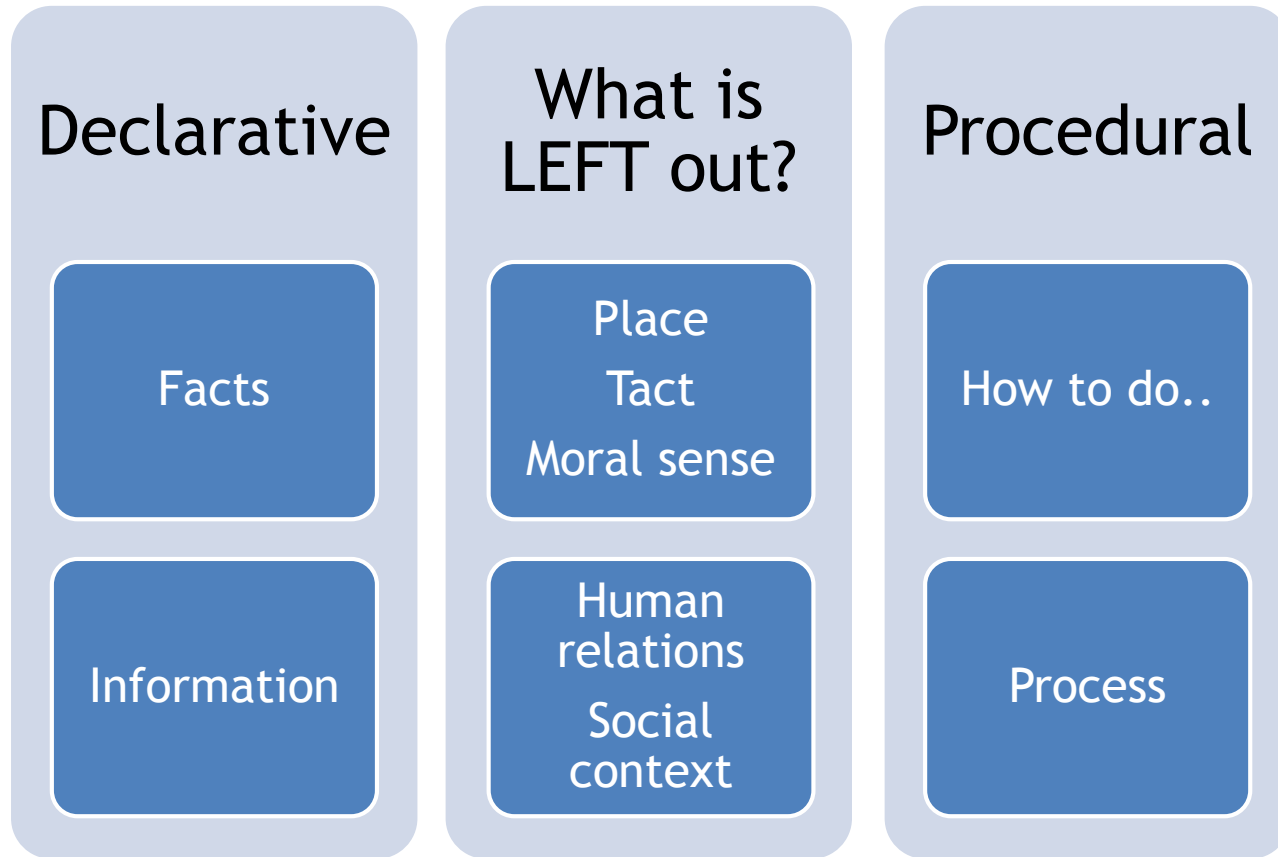 Declarative
Facts
Information
What is
LEFT out?
Place
Tact
Moral sense
Human
relations
Social
context
Procedural
How to do..
Process